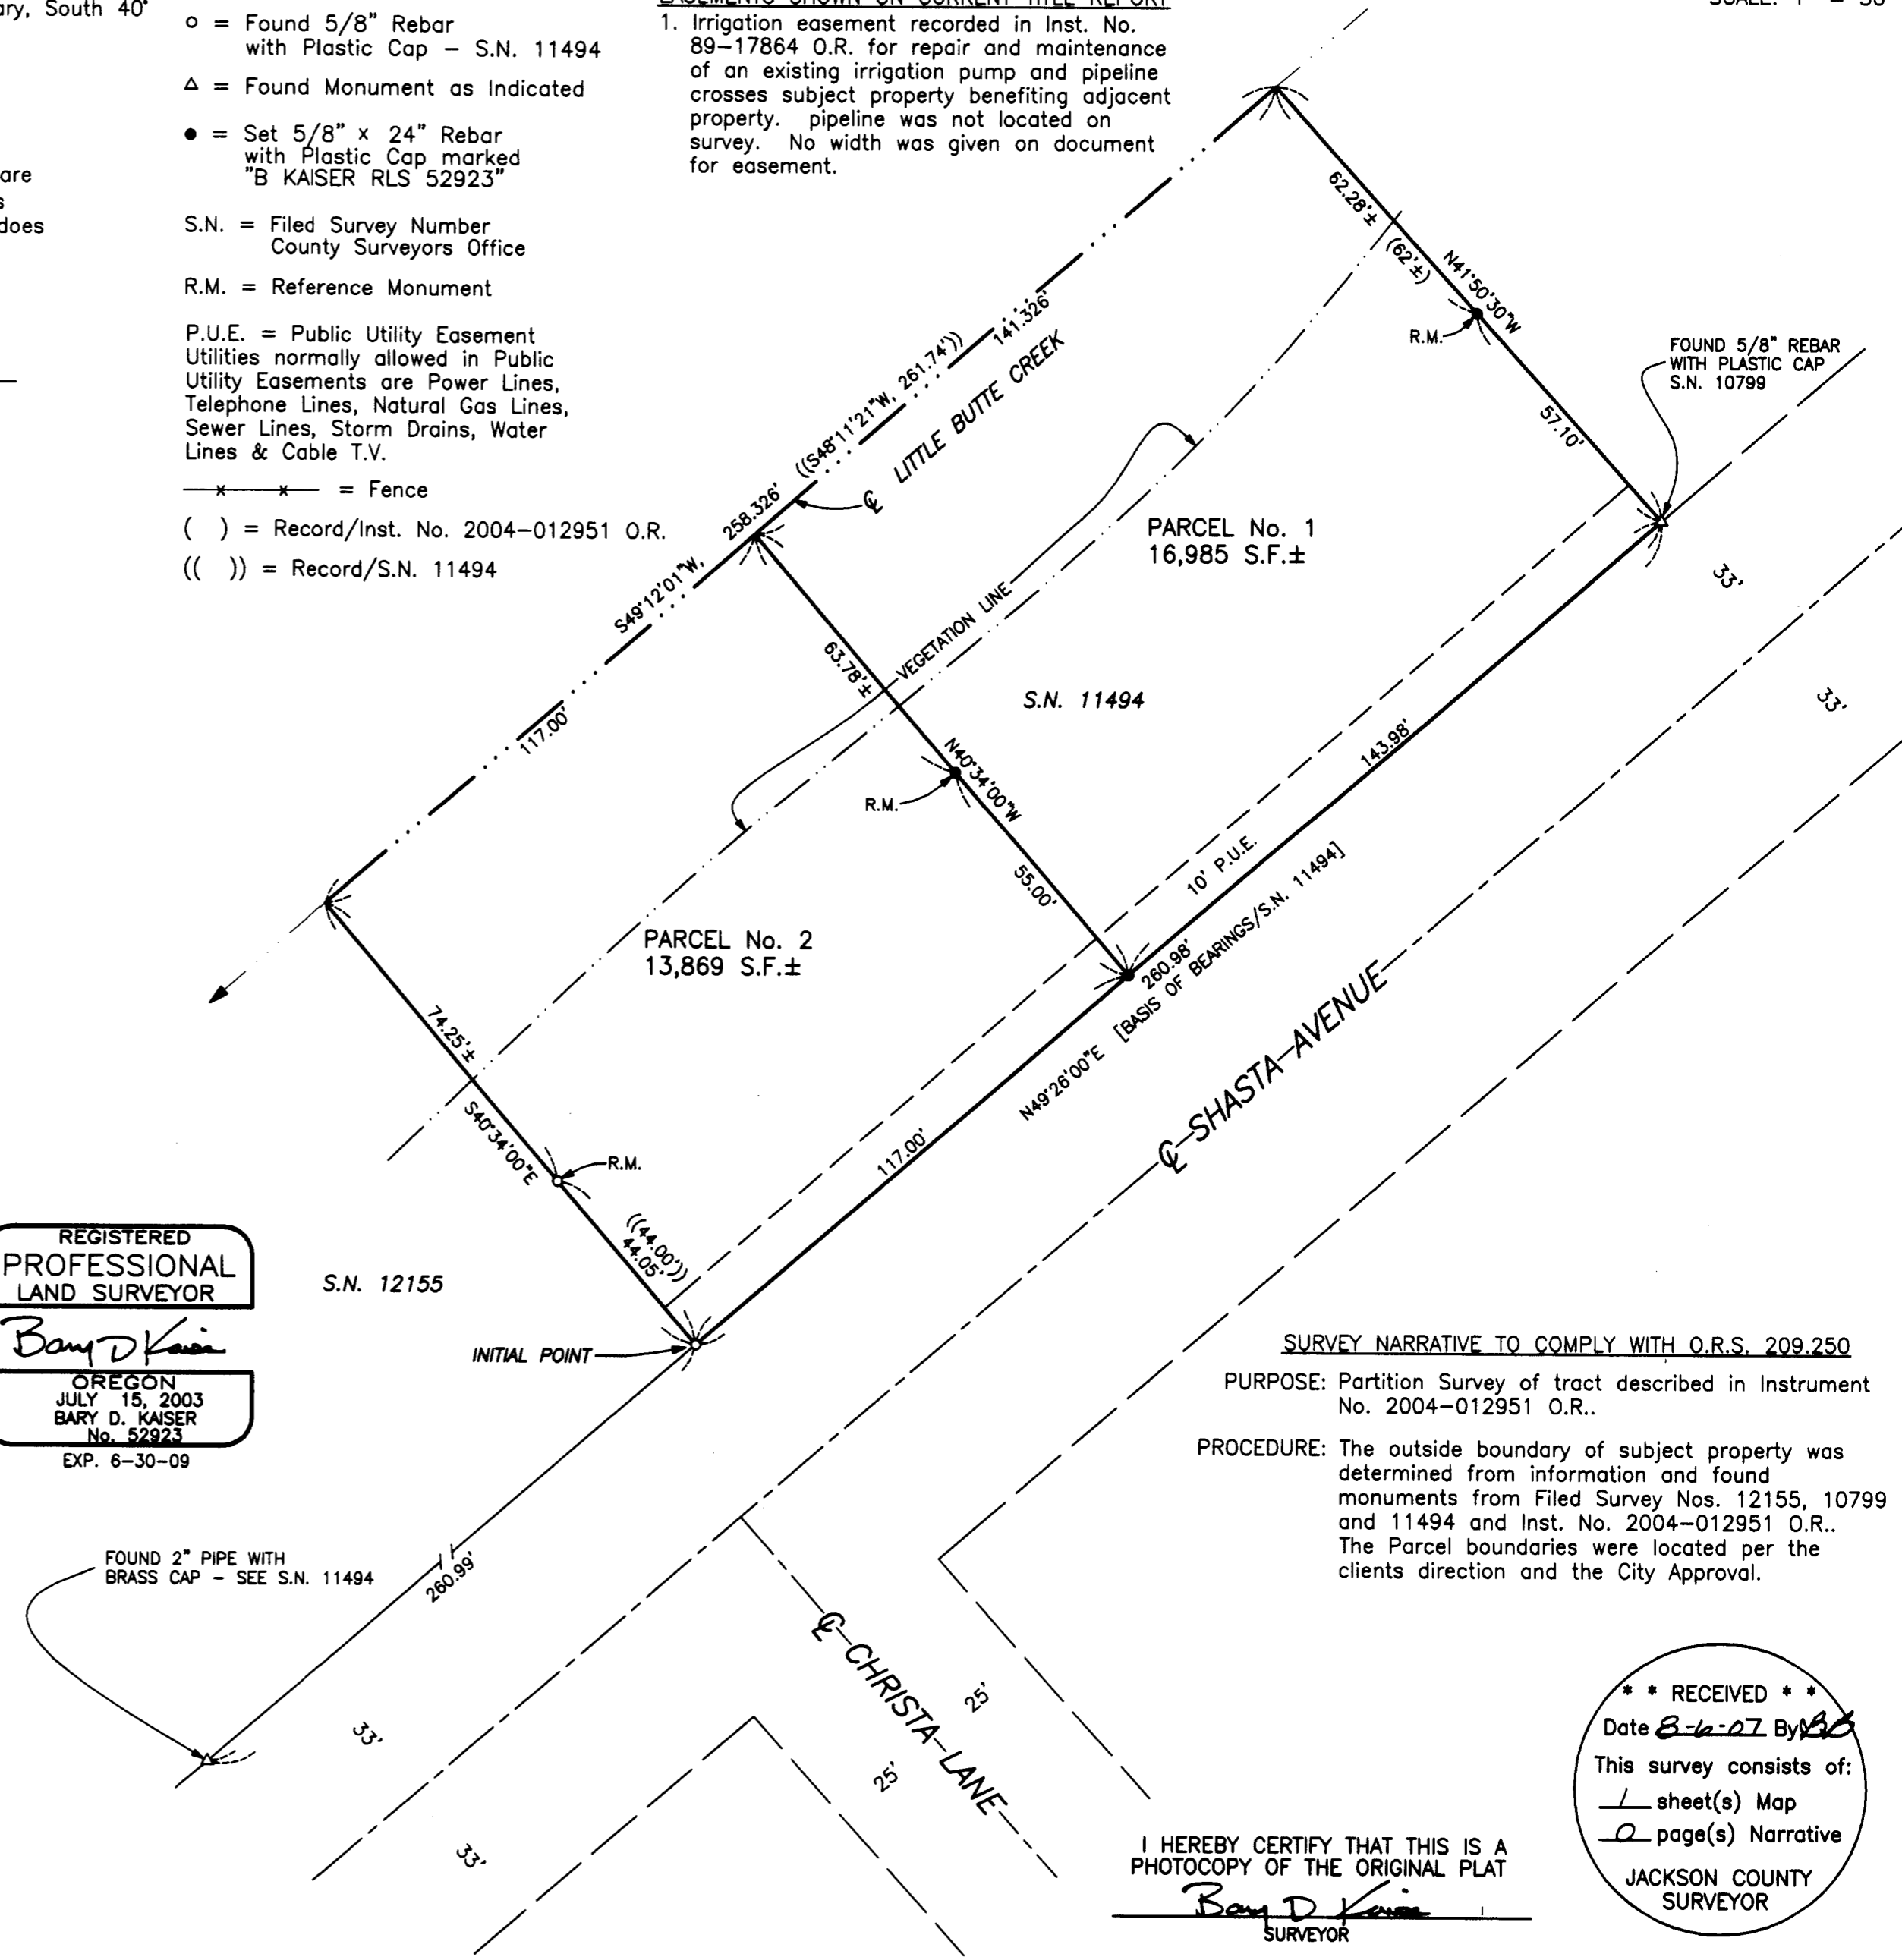 ary, South 40°
are
s
does
○ = Found 5/8" Rebar
with Plastic Cap – S.N. 11494
△ = Found Monument as Indicated
● = Set 5/8" x 24" Rebar
with Plastic Cap marked
"B KAISER RLS 52923"
S.N. = Filed Survey Number
County Surveyors Office
R.M. = Reference Monument
P.U.E. = Public Utility Easement
Utilities normally allowed in Public
Utility Easements are Power Lines,
Telephone Lines, Natural Gas Lines,
Sewer Lines, Storm Drains, Water
Lines & Cable T.V.
—x——x— = Fence
( ) = Record/Inst. No. 2004–012951 O.R.
(( )) = Record/S.N. 11494
EASEMENTS SHOWN ON CURRENT TITLE REPORT
1. Irrigation easement recorded in Inst. No.
89–17864 O.R. for repair and maintenance
of an existing irrigation pump and pipeline
crosses subject property benefiting adjacent
property. pipeline was not located on
survey. No width was given on document
for easement.
62.28'±
(62'±)
N41°50'30"W
R.M.
57.10'
FOUND 5/8" REBAR
WITH PLASTIC CAP
S.N. 10799
141.326'
((S48°11'21"W, 261.74'))
℄ LITTLE BUTTE CREEK
S49°12'01"W, 258.326'
117.00'
PARCEL No. 1
16,985 S.F.±
VEGETATION LINE
63.78'±
S.N. 11494
N40°34'00"W
R.M.
55.00'
143.98'
33'
33'
10' P.U.E.
PARCEL No. 2
13,869 S.F.±
260.98'
N49°26'00"E [BASIS OF BEARINGS/S.N. 11494]
117.00'
℄ SHASTA AVENUE
74.25'±
S40°34'00"E
R.M.
((44.00'))
44.05'
S.N. 12155
INITIAL POINT
REGISTERED
PROFESSIONAL
LAND SURVEYOR
Bary D Kaiser
OREGON
JULY 15, 2003
BARY D. KAISER
No. 52923
EXP. 6–30–09
FOUND 2" PIPE WITH
BRASS CAP – SEE S.N. 11494
260.99'
33'
33'
℄ CHRISTA LANE
25'
25'
SURVEY NARRATIVE TO COMPLY WITH O.R.S. 209.250
PURPOSE: Partition Survey of tract described in Instrument
No. 2004–012951 O.R..
PROCEDURE: The outside boundary of subject property was
determined from information and found
monuments from Filed Survey Nos. 12155, 10799
and 11494 and Inst. No. 2004–012951 O.R..
The Parcel boundaries were located per the
clients direction and the City Approval.
I HEREBY CERTIFY THAT THIS IS A
PHOTOCOPY OF THE ORIGINAL PLAT
Bary D Kaiser
SURVEYOR
* * RECEIVED * *
Date 8-6-07 By
This survey consists of:
1 sheet(s) Map
0 page(s) Narrative
JACKSON COUNTY
SURVEYOR